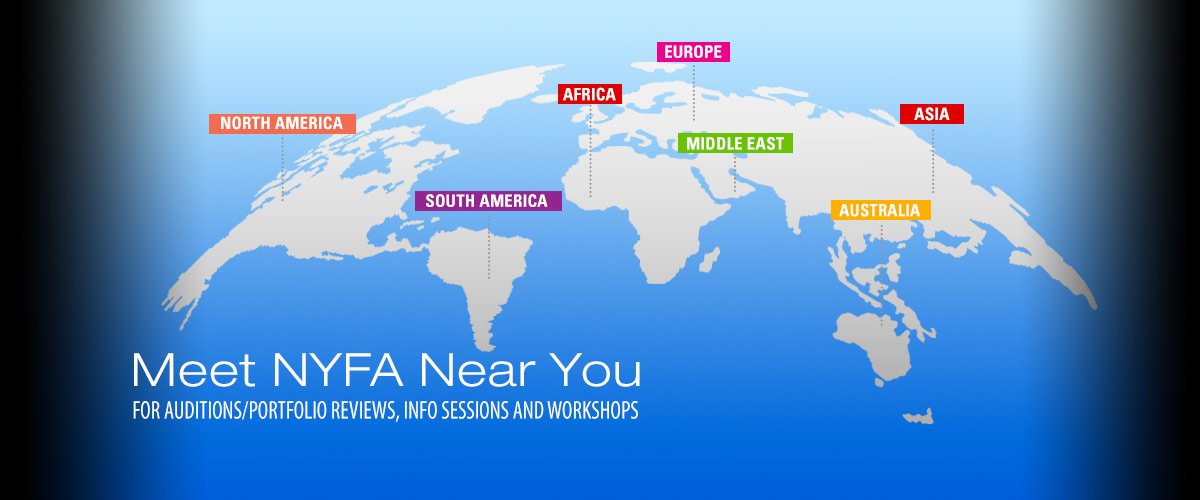 EUROPE
AFRICA
ASIA
NORTH AMERICA
MIDDLE EAST
SOUTH AMERICA
AUSTRALIA
Meet NYFA Near You
FOR AUDITIONS/PORTFOLIO REVIEWS, INFO SESSIONS AND WORKSHOPS